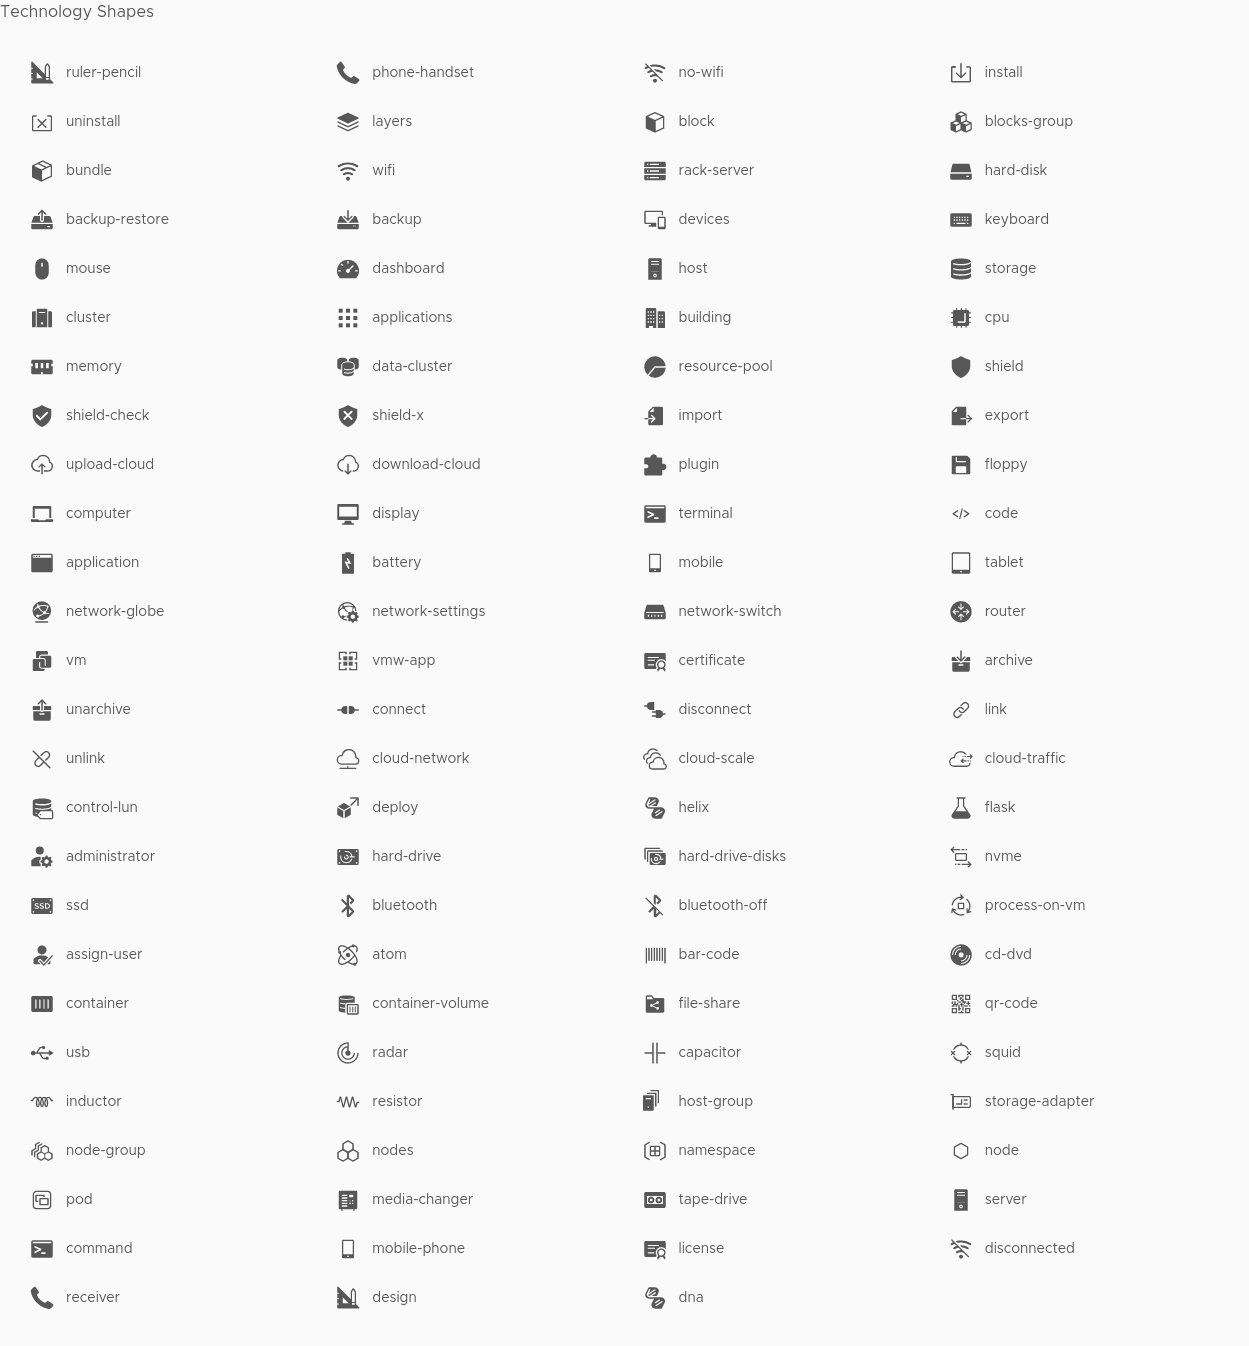 Technology Shapes
ruler-pencil phone-handset no-wifi install
uninstall layers block blocks-group
bundle wifi rack-server hard-disk
backup-restore backup devices keyboard
mouse dashboard host storage
cluster applications building cpu
memory data-cluster resource-pool shield
shield-check shield-x import export
upload-cloud download-cloud plugin floppy
computer display terminal </> code
application battery mobile tablet
network-globe network-settings network-switch router
vm vmw-app certificate archive
unarchive connect disconnect link
unlink cloud-network cloud-scale cloud-traffic
control-lun deploy helix flask
administrator hard-drive hard-drive-disks nvme
SSD ssd bluetooth bluetooth-off process-on-vm
assign-user atom bar-code cd-dvd
container container-volume file-share qr-code
usb radar capacitor squid
inductor resistor host-group storage-adapter
node-group nodes namespace node
pod media-changer tape-drive server
command mobile-phone license disconnected
receiver design dna